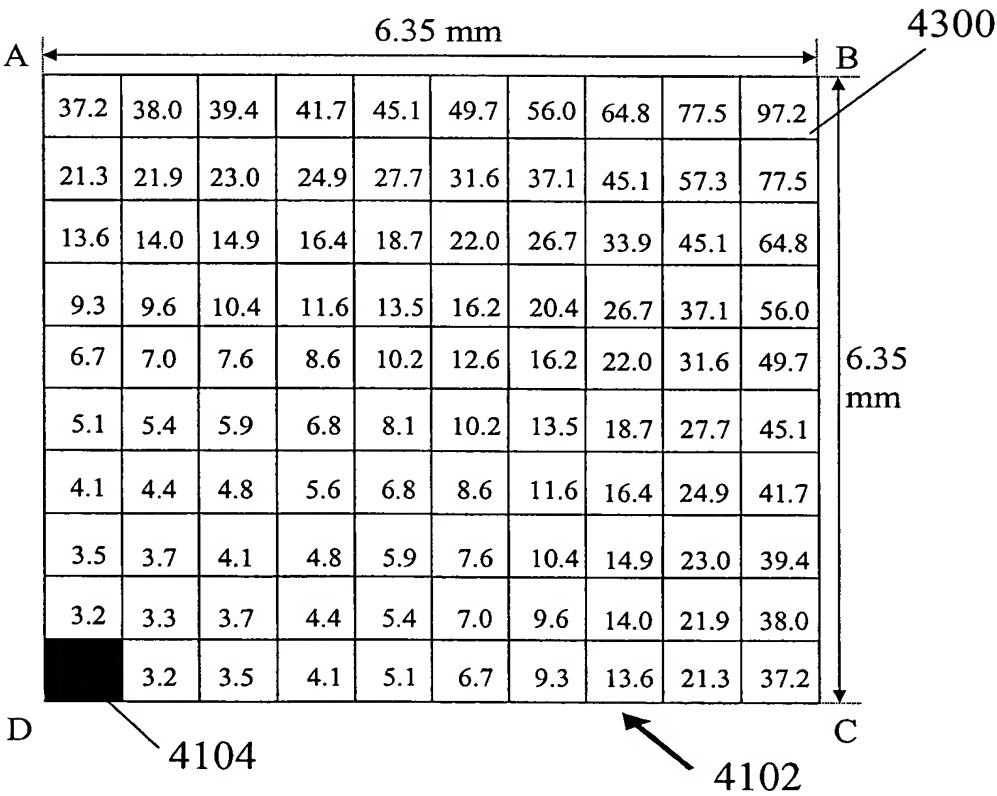 6.35 mm
4300
A
B
37.2 38.0 39.4 41.7 45.1 49.7 56.0 64.8 77.5 97.2
21.3 21.9 23.0 24.9 27.7 31.6 37.1 45.1 57.3 77.5
13.6 14.0 14.9 16.4 18.7 22.0 26.7 33.9 45.1 64.8
9.3 9.6 10.4 11.6 13.5 16.2 20.4 26.7 37.1 56.0
6.7 7.0 7.6 8.6 10.2 12.6 16.2 22.0 31.6 49.7
6.35
mm
5.1 5.4 5.9 6.8 8.1 10.2 13.5 18.7 27.7 45.1
4.1 4.4 4.8 5.6 6.8 8.6 11.6 16.4 24.9 41.7
3.5 3.7 4.1 4.8 5.9 7.6 10.4 14.9 23.0 39.4
3.2 3.3 3.7 4.4 5.4 7.0 9.6 14.0 21.9 38.0
3.2 3.5 4.1 5.1 6.7 9.3 13.6 21.3 37.2
D
C
4104
4102